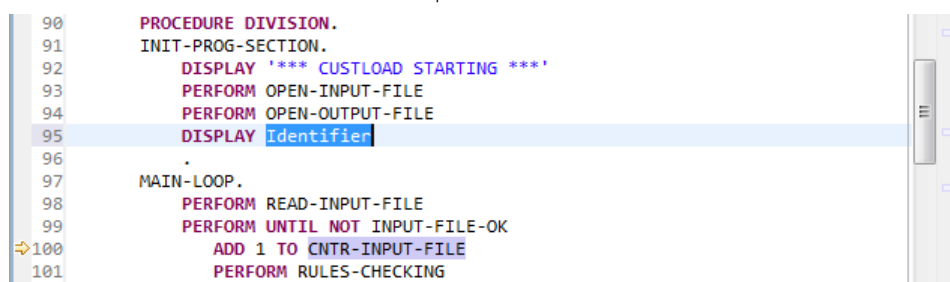 90 PROCEDURE DIVISION.
91 INIT-PROG-SECTION.
92 DISPLAY '*** CUSTLOAD STARTING ***'
93 PERFORM OPEN-INPUT-FILE
94 PERFORM OPEN-OUTPUT-FILE
95 DISPLAY Identifier
96 .
97 MAIN-LOOP.
98 PERFORM READ-INPUT-FILE
99 PERFORM UNTIL NOT INPUT-FILE-OK
100 ADD 1 TO CNTR-INPUT-FILE
101 PERFORM RULES-CHECKING